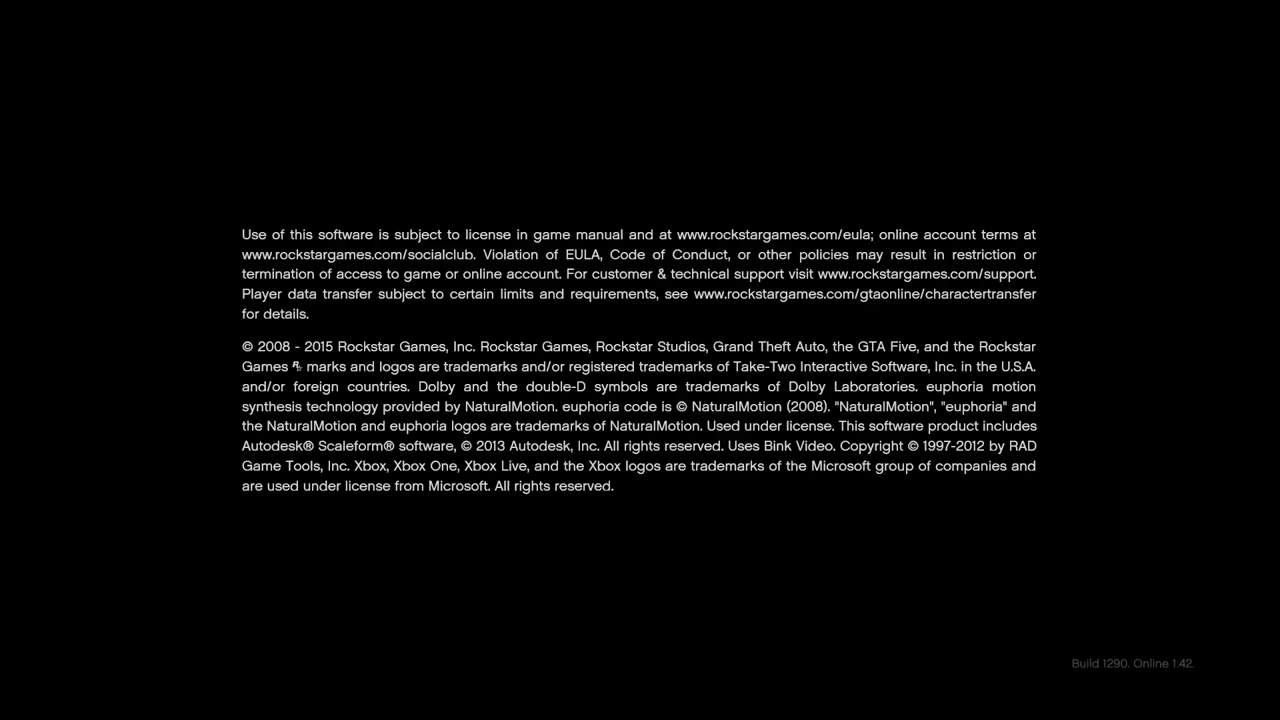 Use of this software is subject to license in game manual and at www.rockstargames.com/eula; online account terms at
www.rockstargames.com/socialclub. Violation of EULA, Code of Conduct, or other policies may result in restriction or
termination of access to game or online account. For customer & technical support visit www.rockstargames.com/support.
Player data transfer subject to certain limits and requirements, see www.rockstargames.com/gtaonline/charactertransfer
for details.
© 2008 - 2015 Rockstar Games, Inc. Rockstar Games, Rockstar Studios, Grand Theft Auto, the GTA Five, and the Rockstar
Games R* marks and logos are trademarks and/or registered trademarks of Take-Two Interactive Software, Inc. in the U.S.A.
and/or foreign countries. Dolby and the double-D symbols are trademarks of Dolby Laboratories. euphoria motion
synthesis technology provided by NaturalMotion. euphoria code is © NaturalMotion (2008). "NaturalMotion", "euphoria" and
the NaturalMotion and euphoria logos are trademarks of NaturalMotion. Used under license. This software product includes
Autodesk® Scaleform® software, © 2013 Autodesk, Inc. All rights reserved. Uses Bink Video. Copyright © 1997-2012 by RAD
Game Tools, Inc. Xbox, Xbox One, Xbox Live, and the Xbox logos are trademarks of the Microsoft group of companies and
are used under license from Microsoft. All rights reserved.
Build 1290. Online 1.42.